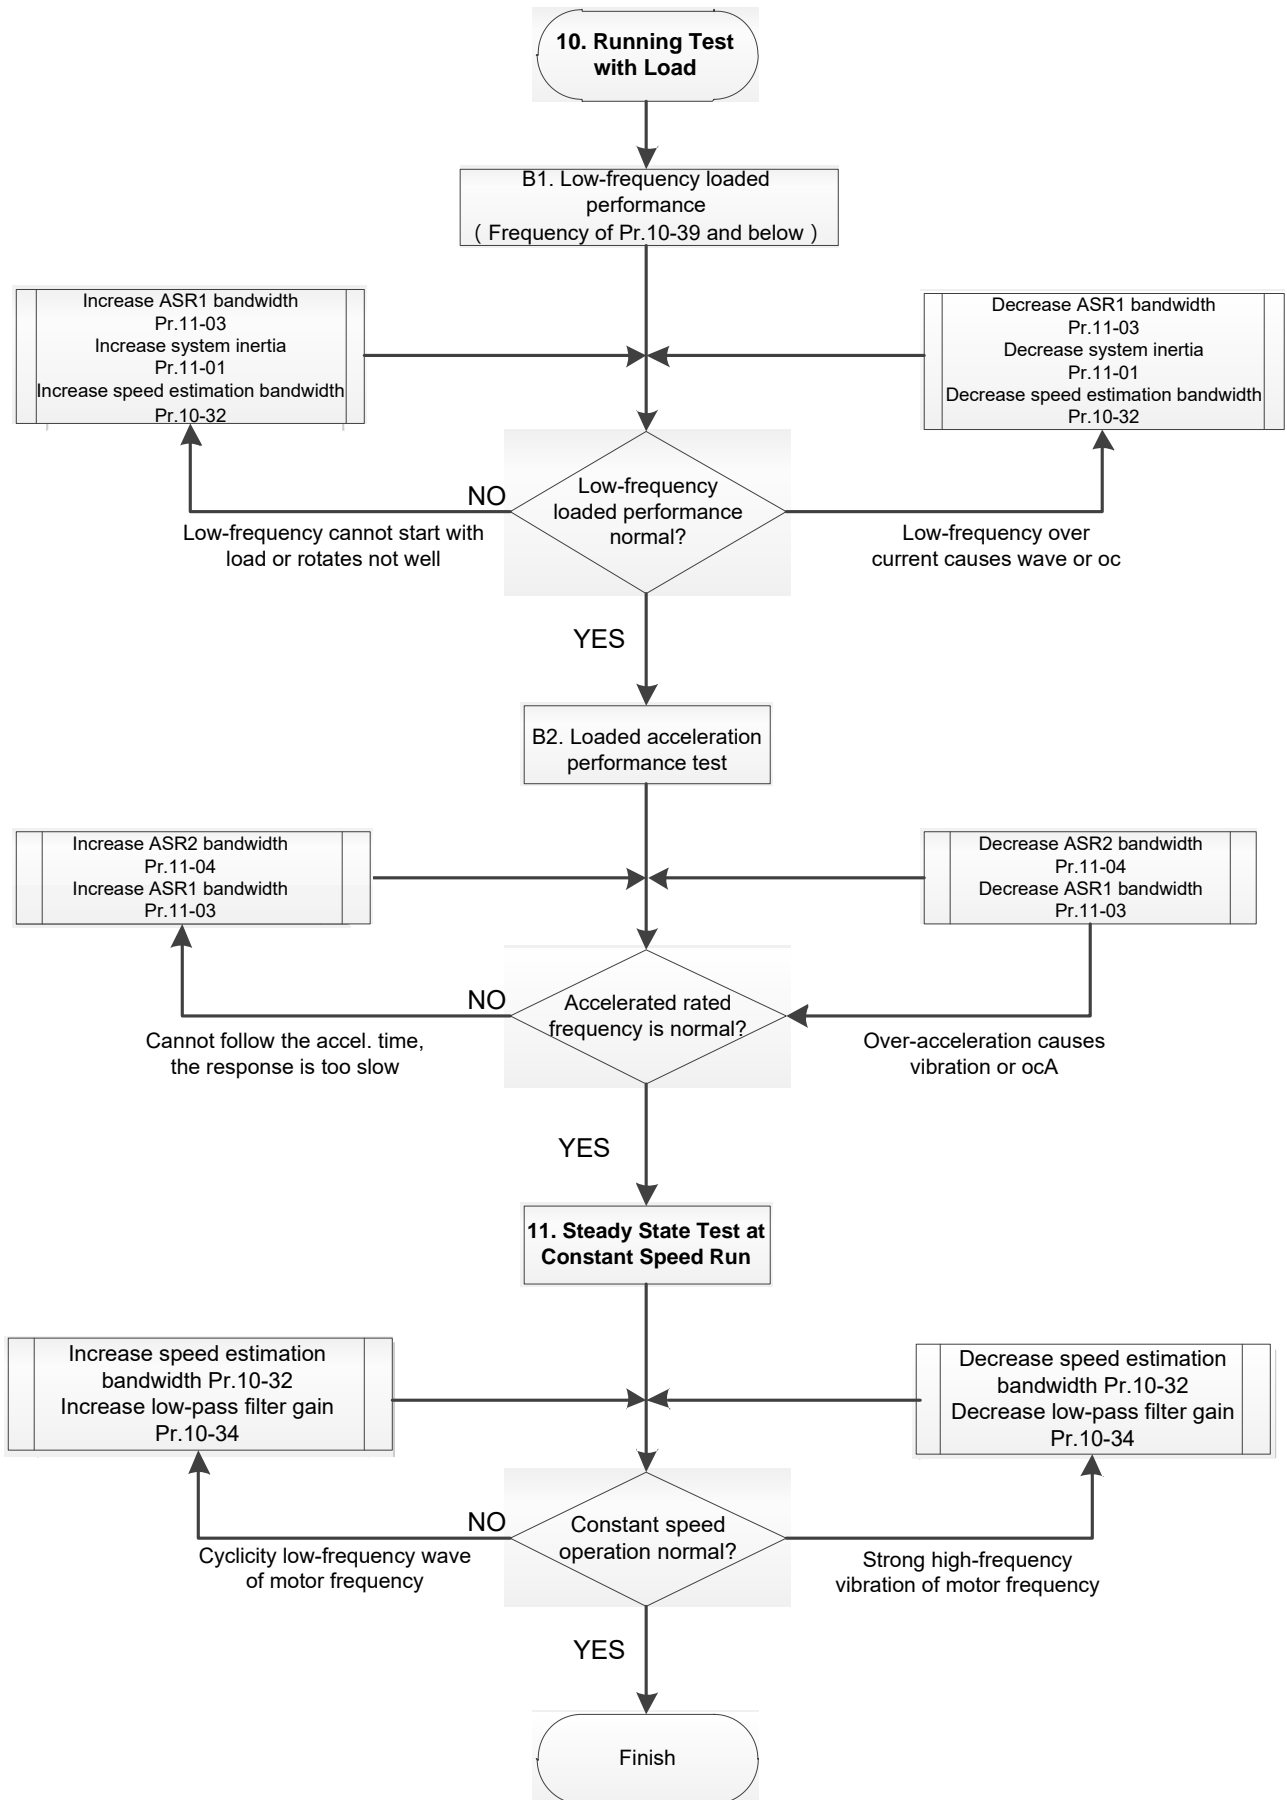 10. Running Test
with Load
B1. Low-frequency loaded
performance
( Frequency of Pr.10-39 and below )
Increase ASR1 bandwidth
Pr.11-03
Increase system inertia
Pr.11-01
Increase speed estimation bandwidth
Pr.10-32
Decrease ASR1 bandwidth
Pr.11-03
Decrease system inertia
Pr.11-01
Decrease speed estimation bandwidth
Pr.10-32
NO
Low-frequency cannot start with
load or rotates not well
Low-frequency
loaded performance
normal?
Low-frequency over
current causes wave or oc
YES
B2. Loaded acceleration
performance test
Increase ASR2 bandwidth
Pr.11-04
Increase ASR1 bandwidth
Pr.11-03
Decrease ASR2 bandwidth
Pr.11-04
Decrease ASR1 bandwidth
Pr.11-03
NO
Cannot follow the accel. time,
the response is too slow
Accelerated rated
frequency is normal?
Over-acceleration causes
vibration or ocA
YES
11. Steady State Test at
Constant Speed Run
Increase speed estimation
bandwidth Pr.10-32
Increase low-pass filter gain
Pr.10-34
Decrease speed estimation
bandwidth Pr.10-32
Decrease low-pass filter gain
Pr.10-34
NO
Cyclicity low-frequency wave
of motor frequency
Constant speed
operation normal?
Strong high-frequency
vibration of motor frequency
YES
Finish